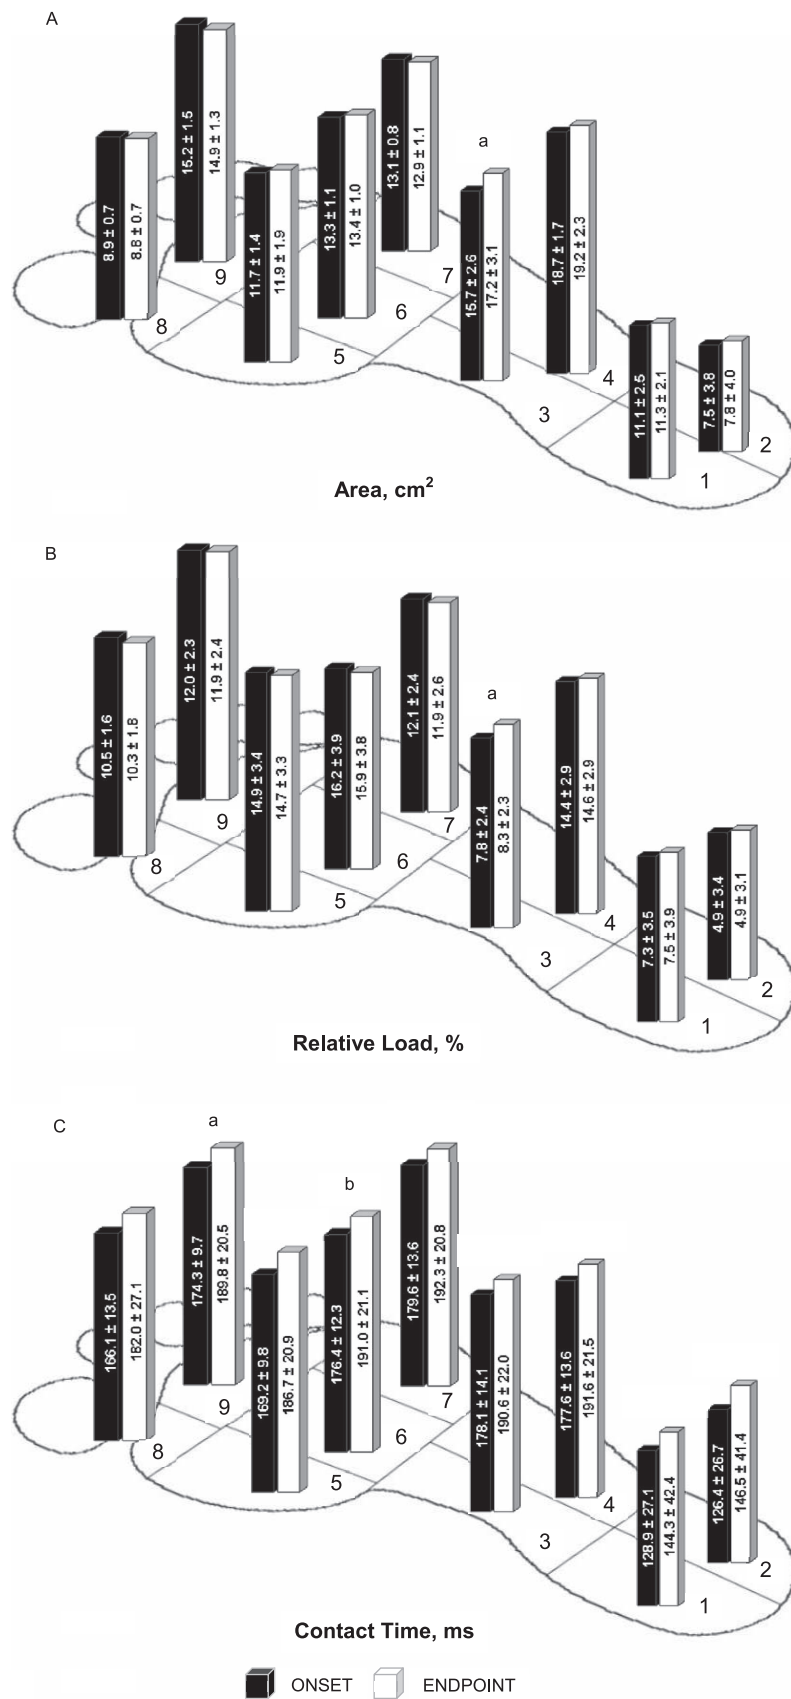 A
15.2 ± 1.5
14.9 ± 1.3
13.1 ± 0.8
12.9 ± 1.1
8.9 ± 0.7
8.8 ± 0.7
13.3 ± 1.1
13.4 ± 1.0
a
18.7 ± 1.7
19.2 ± 2.3
11.7 ± 1.4
11.9 ± 1.9
15.7 ± 2.6
17.2 ± 3.1
11.1 ± 2.5
11.3 ± 2.1
7.5 ± 3.8
7.8 ± 4.0
9
7
8
6
5
4
3
2
1
Area, cm²
B
12.0 ± 2.3
11.9 ± 2.4
12.1 ± 2.4
11.9 ± 2.6
10.5 ± 1.6
10.3 ± 1.8
14.9 ± 3.4
14.7 ± 3.3
16.2 ± 3.9
15.9 ± 3.8
a
7.8 ± 2.4
8.3 ± 2.3
14.4 ± 2.9
14.6 ± 2.9
7.3 ± 3.5
7.5 ± 3.9
4.9 ± 3.4
4.9 ± 3.1
9
7
8
6
5
4
3
2
1
Relative Load, %
C
a
174.3 ± 9.7
189.8 ± 20.5
b
179.6 ± 13.6
192.3 ± 20.8
166.1 ± 13.5
182.0 ± 27.1
169.2 ± 9.8
186.7 ± 20.9
176.4 ± 12.3
191.0 ± 21.1
178.1 ± 14.1
190.6 ± 22.0
177.6 ± 13.6
191.6 ± 21.5
128.9 ± 27.1
144.3 ± 42.4
126.4 ± 26.7
146.5 ± 41.4
9
7
8
6
5
4
3
2
1
Contact Time, ms
ONSET ENDPOINT